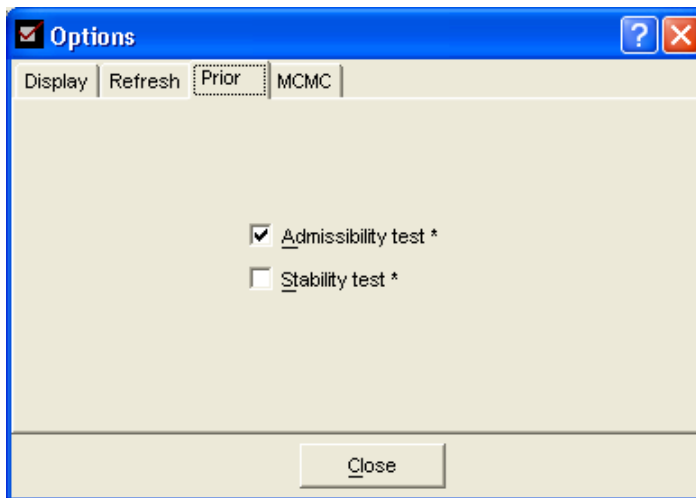 Options
Display Refresh Prior MCMC
Admissibility test *
Stability test *
Close